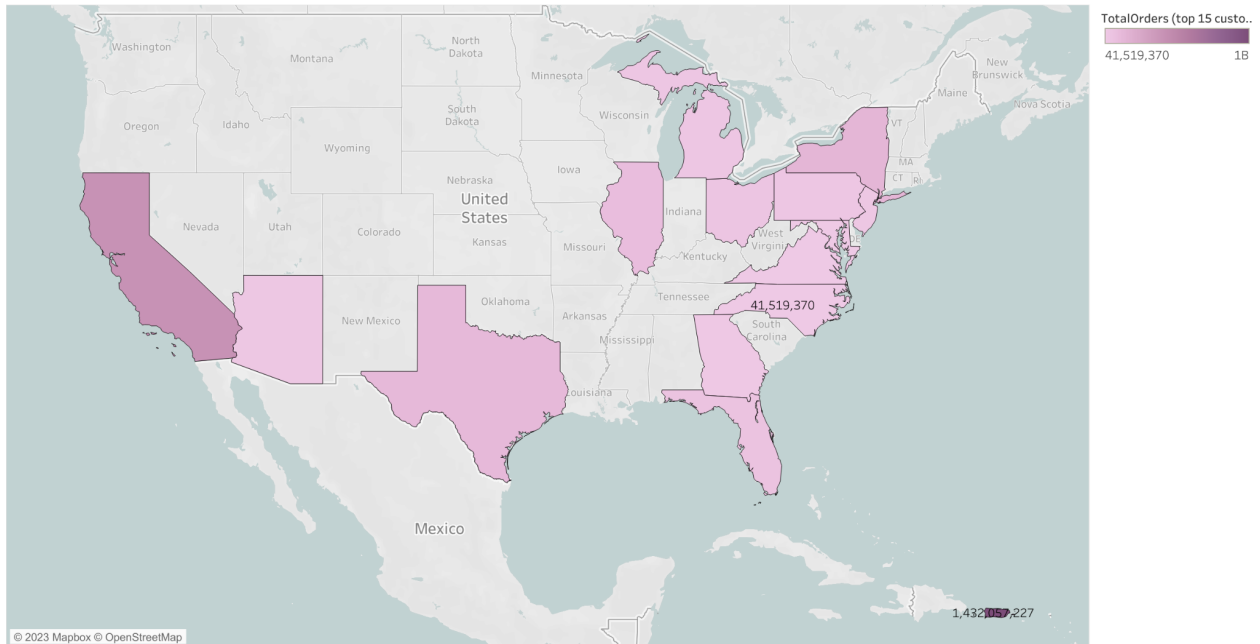 TotalOrders (top 15 custo..
41,519,370 1B
Washington
Montana
North
Dakota
Minnesota
New
Brunswick
Maine
Nova Scotia
Oregon
Idaho
South
Dakota
Wisconsin
VT
Wyoming
MA
CT
RI
Iowa
Nebraska
United
States
Nevada
Utah
Colorado
Kansas
Missouri
Indiana
West
Virginia
DE
Kentucky
Oklahoma
Tennessee
41,519,370
New Mexico
Arkansas
South
Carolina
Mississippi
Louisiana
Mexico
1,432,057,227
© 2023 Mapbox © OpenStreetMap